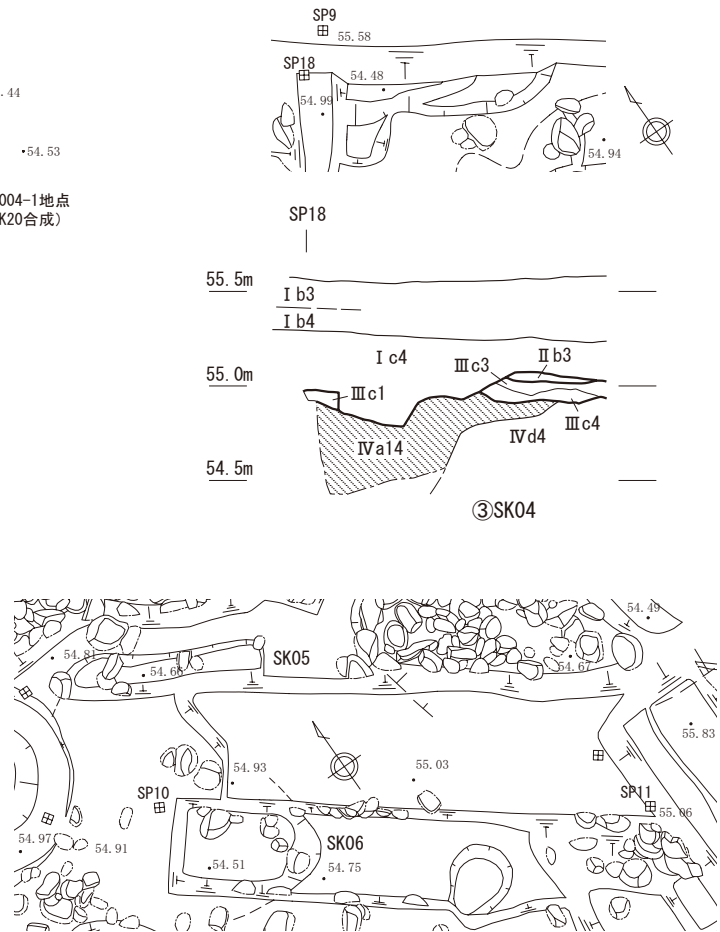 SP9
55.58
SP18
54.48
54.99
.44
54.53
54.94
004-1地点
K20合成)
SP18
55.5m
Ⅰb3
Ⅰb4
Ⅰc4
Ⅲc3
Ⅱb3
55.0m
Ⅲc1
Ⅲc4
Ⅳa14
Ⅳd4
54.5m
③SK04
54.49
54.81
SK05
54.66
54.67
55.83
54.93
55.03
SP10
SP11
55.06
54.97
54.91
SK06
54.51
54.75